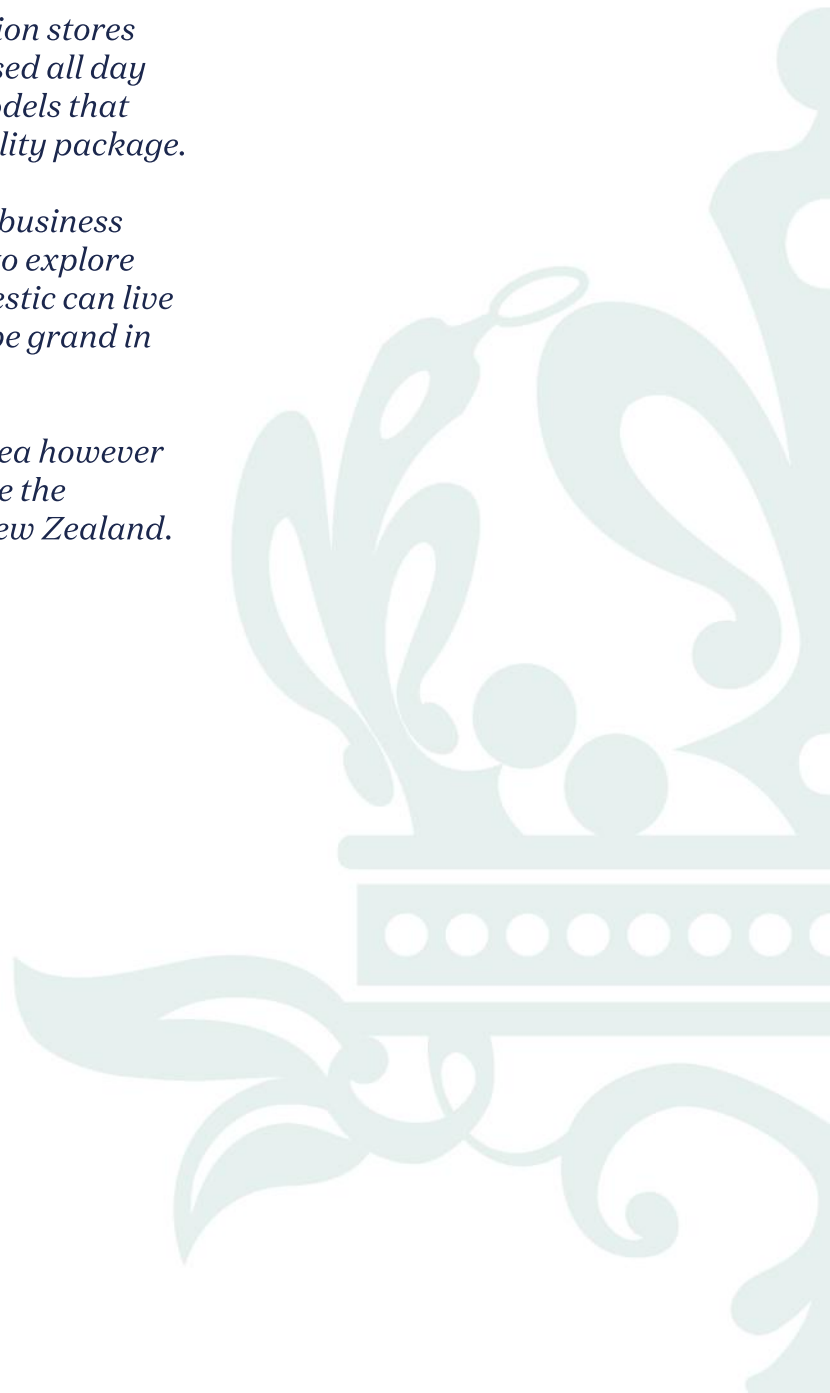 ion stores
sed all day
odels that
lity package.
business
to explore
estic can live
be grand in
ea however
e the
ew Zealand.